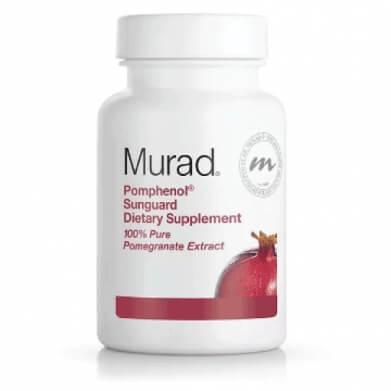 Murad®
Pomphenol®
Sunguard
Dietary Supplement
100% Pure
Pomegranate Extract
m